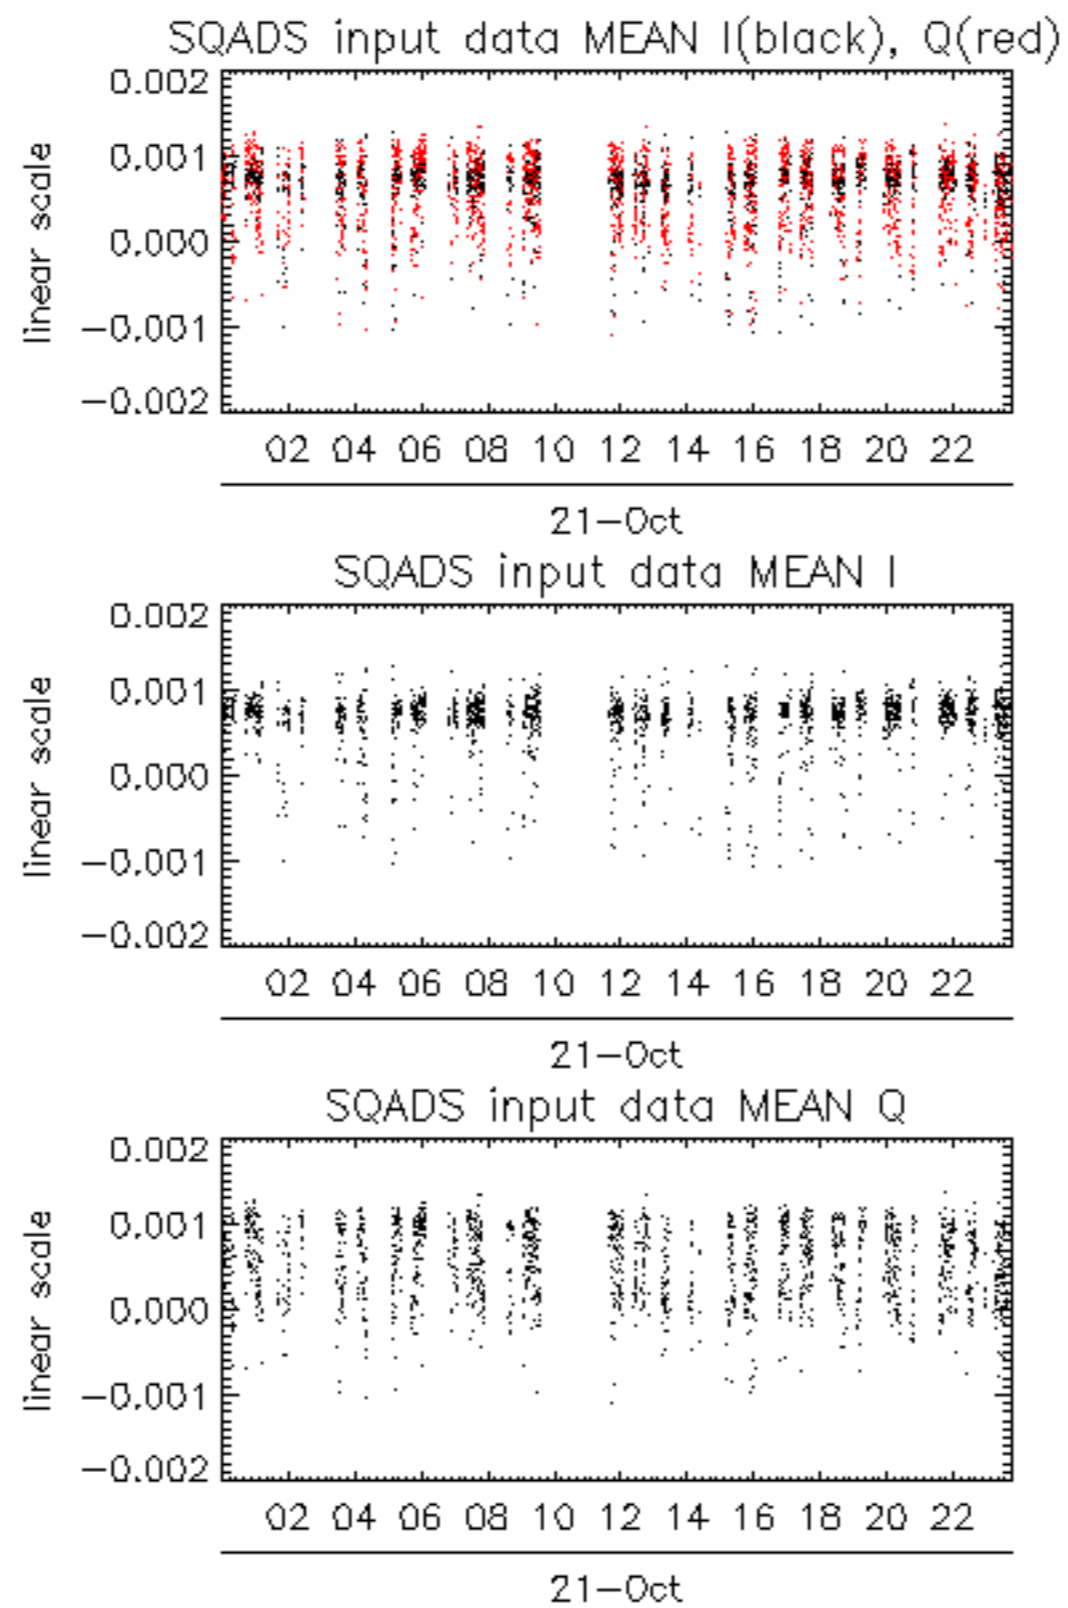 SQADS input data MEAN I(black), Q(red)
0.002
0.001
0.000
−0.001
−0.002
linear scale
02 04 06 08 10 12 14 16 18 20 22
21−Oct
SQADS input data MEAN I
0.002
0.001
0.000
−0.001
−0.002
linear scale
02 04 06 08 10 12 14 16 18 20 22
21−Oct
SQADS input data MEAN Q
0.002
0.001
0.000
−0.001
−0.002
linear scale
02 04 06 08 10 12 14 16 18 20 22
21−Oct